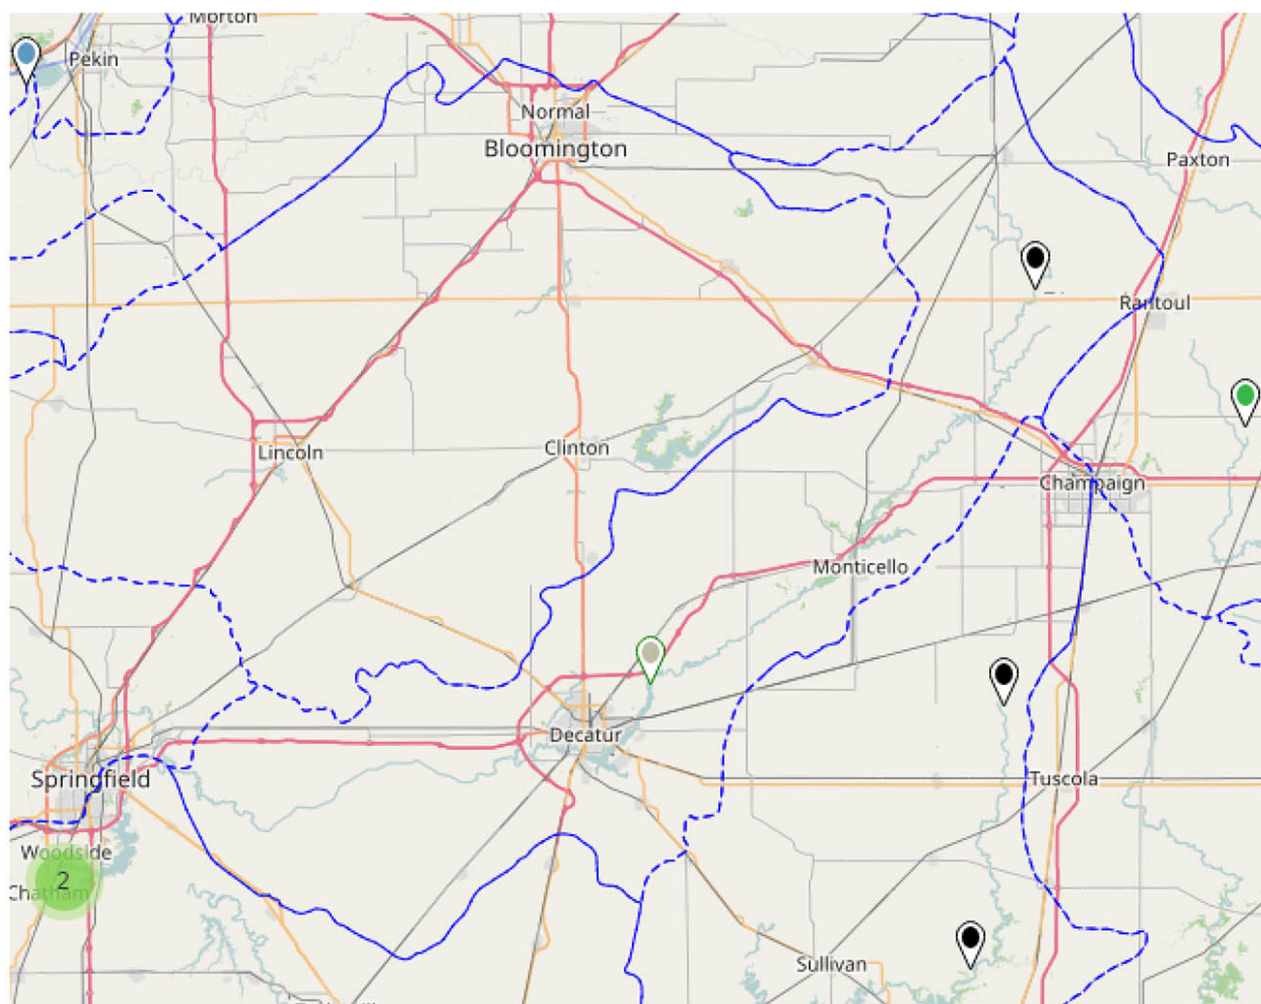 Morton
Pekin
Normal
Bloomington
Paxton
Rantoul
Lincoln
Clinton
Champaign
Monticello
Decatur
Springfield
Tuscola
Woodside
2
Chatham
Sullivan